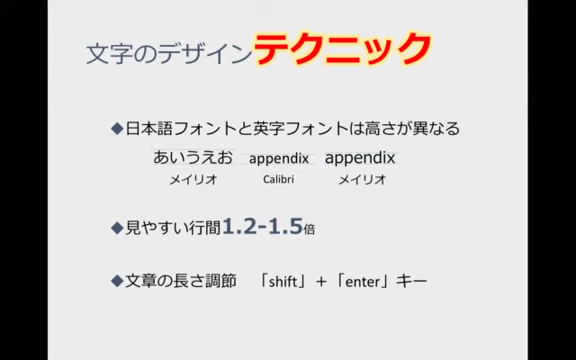 文字のデザインテクニック
◆日本語フォントと英字フォントは高さが異なる
あいうえお appendix appendix
メイリオ Calibri メイリオ
◆見やすい行間1.2-1.5倍
◆文章の長さ調節 「shift」+「enter」キー